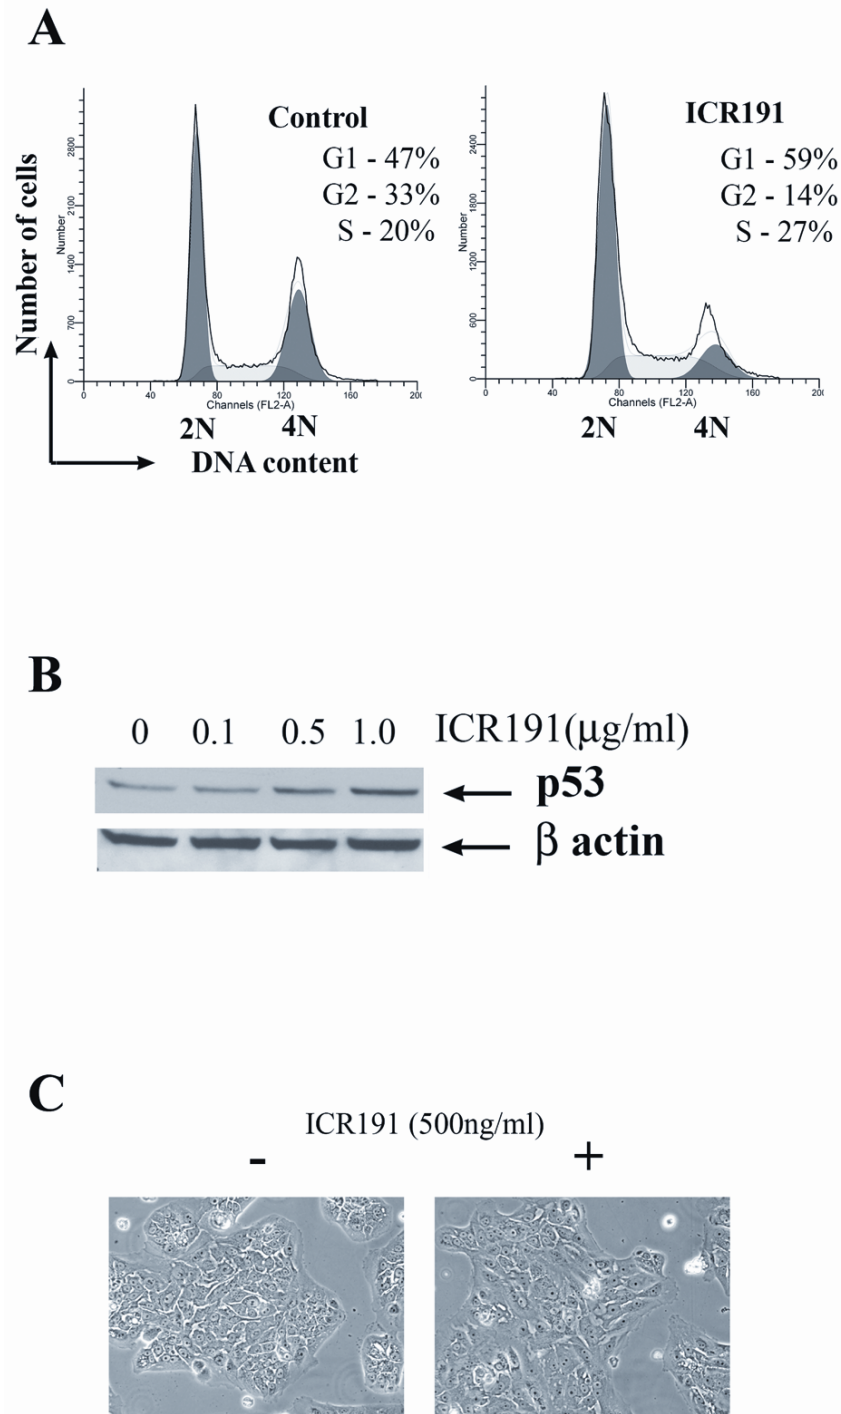 A
Control
G1 - 47%
G2 - 33%
S - 20%
Number of cells
Number
0
700
1400
2100
2800
0 40 80 120 160 20
Channels (FL2-A)
2N 4N
DNA content
ICR191
G1 - 59%
G2 - 14%
S - 27%
Number
0
600
1200
1800
2400
0 40 80 120 160 20
Channels (FL2-A)
2N 4N
B
0 0.1 0.5 1.0 ICR191(μg/ml)
p53
β actin
C
ICR191 (500ng/ml)
- +